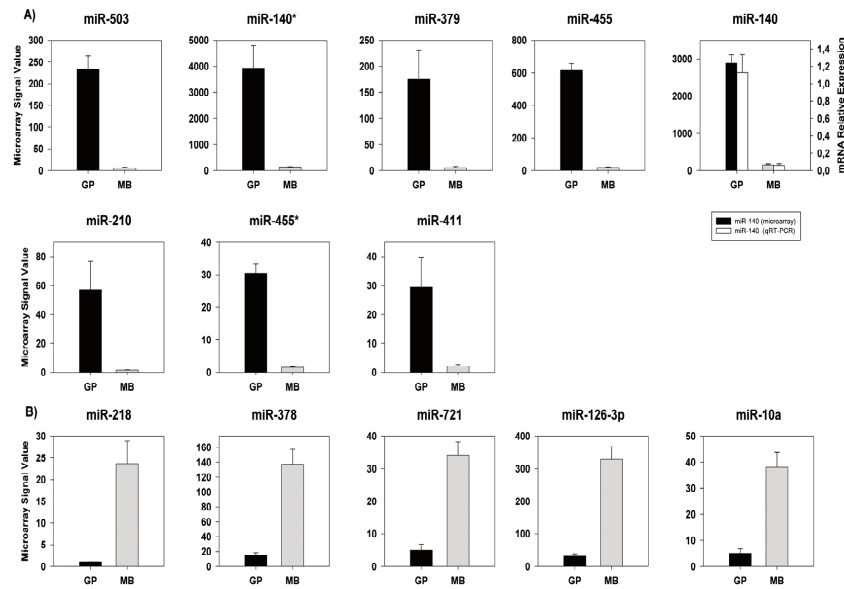 A)
miR-503
miR-140*
miR-379
miR-455
miR-140
Microarray Signal Value
300
250
200
150
100
50
0
GP MB
5000
4000
3000
2000
1000
0
GP MB
250
200
150
100
50
0
GP MB
800
600
400
200
0
GP MB
3000
2000
1000
0
GP MB
1,4
1,2
1,0
0,8
0,6
0,4
0,2
0,0
mRNA Relative Expression
miR-140 (microarray)
miR-140 (qRT-PCR)
miR-210
miR-455*
miR-411
Microarray Signal Value
80
60
40
20
0
GP MB
40
30
20
10
0
GP MB
40
30
20
10
0
GP MB
B)
miR-218
miR-378
miR-721
miR-126-3p
miR-10a
Microarray Signal Value
30
25
20
15
10
5
0
GP MB
160
140
120
100
80
60
40
20
0
GP MB
40
30
20
10
0
GP MB
400
300
200
100
0
GP MB
50
40
30
20
10
0
GP MB